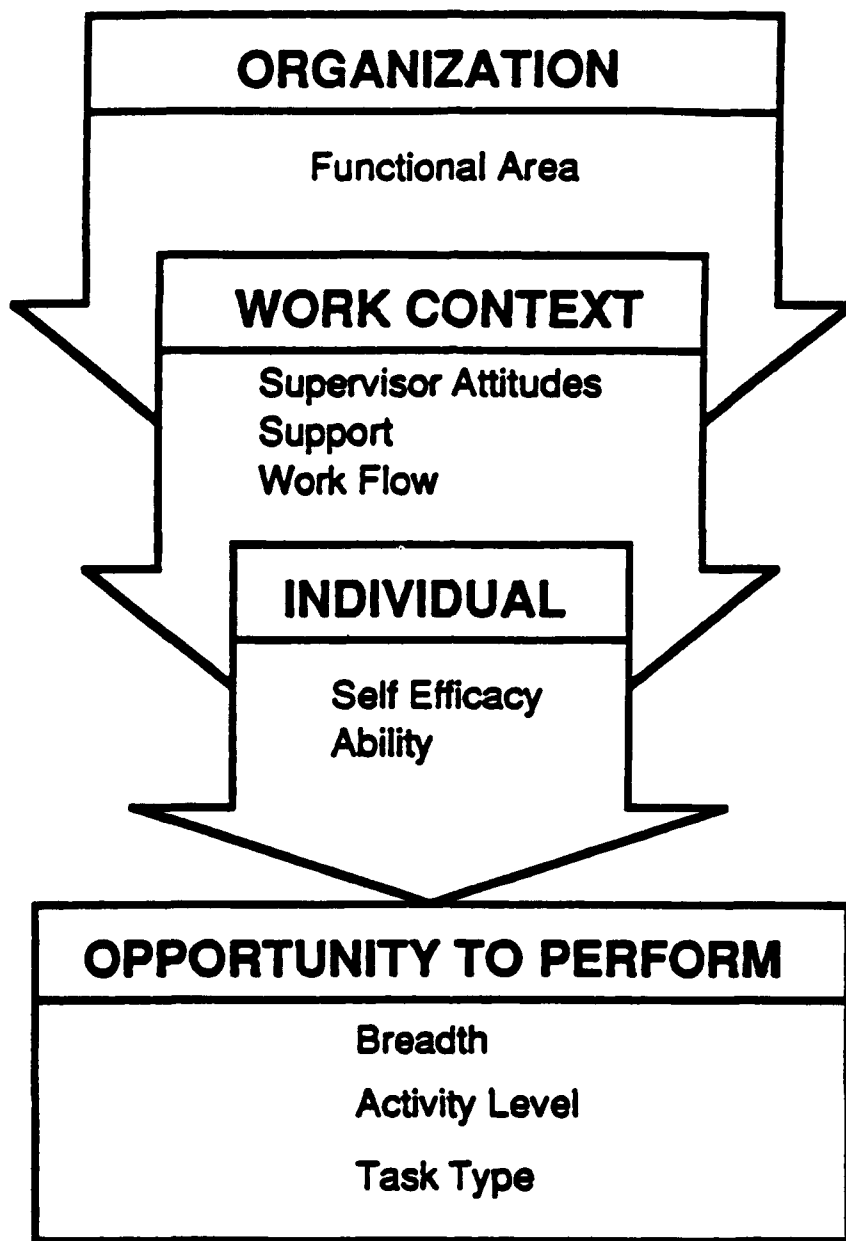 ORGANIZATION
Functional Area
WORK CONTEXT
Supervisor Attitudes
Support
Work Flow
INDIVIDUAL
Self Efficacy
Ability
OPPORTUNITY TO PERFORM
Breadth
Activity Level
Task Type